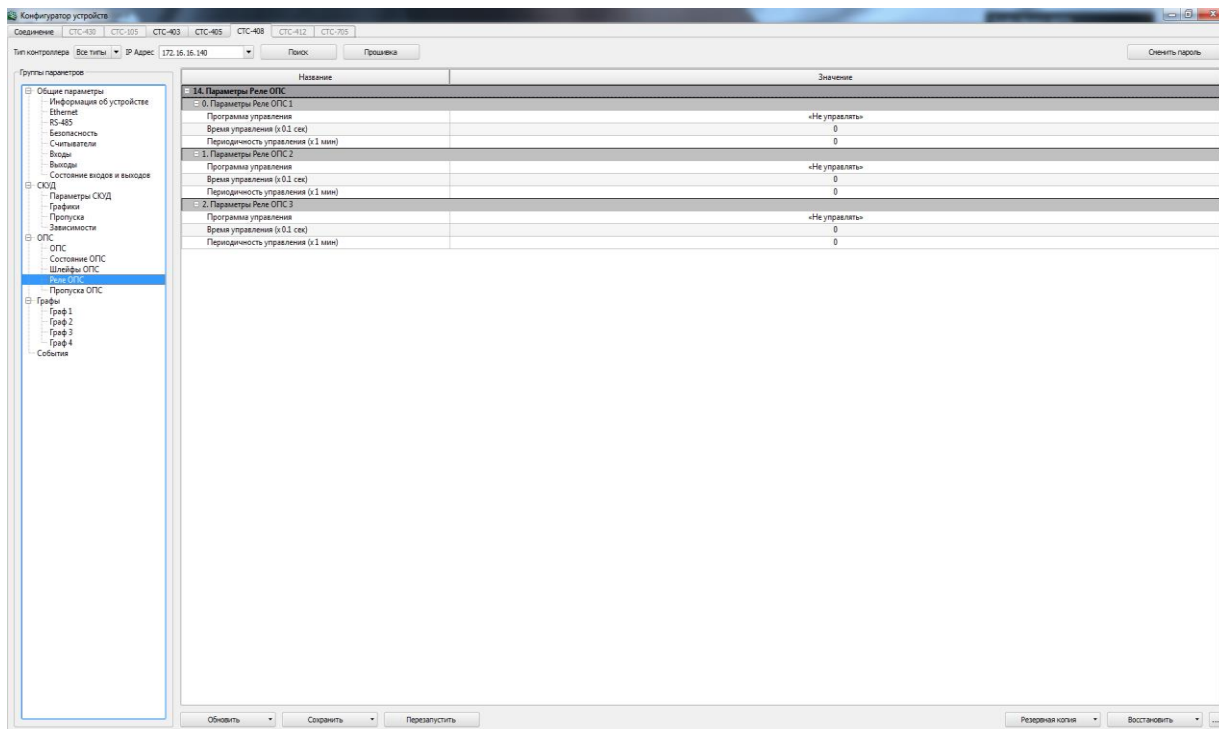 Конфигуратор устройств
Соединение СТС-430 СТС-105 СТС-403 СТС-405 СТС-408 СТС-412 СТС-705
Тип контроллера Все типы IP Адрес 172.16.16.140 Поиск Прошивка Сменить пароль
Группы параметров
Общие параметры
Информация об устройстве
Ethernet
RS-485
Безопасность
Считыватели
Входы
Выходы
Состояние входов и выходов
СКУД
Параметры СКУД
Графики
Пропуска
Зависимости
ОПС
ОПС
Состояние ОПС
Шлейфы ОПС
Реле ОПС
Пропуска ОПС
Графы
Граф 1
Граф 2
Граф 3
Граф 4
События
Название Значение
14. Параметры Реле ОПС
0. Параметры Реле ОПС 1
Программа управления «Не управлять»
Время управления (x 0.1 сек) 0
Периодичность управления (x 1 мин) 0
1. Параметры Реле ОПС 2
Программа управления «Не управлять»
Время управления (x 0.1 сек) 0
Периодичность управления (x 1 мин) 0
2. Параметры Реле ОПС 3
Программа управления «Не управлять»
Время управления (x 0.1 сек) 0
Периодичность управления (x 1 мин) 0
Обновить Сохранить Перезапустить Резервная копия Восстановить ...